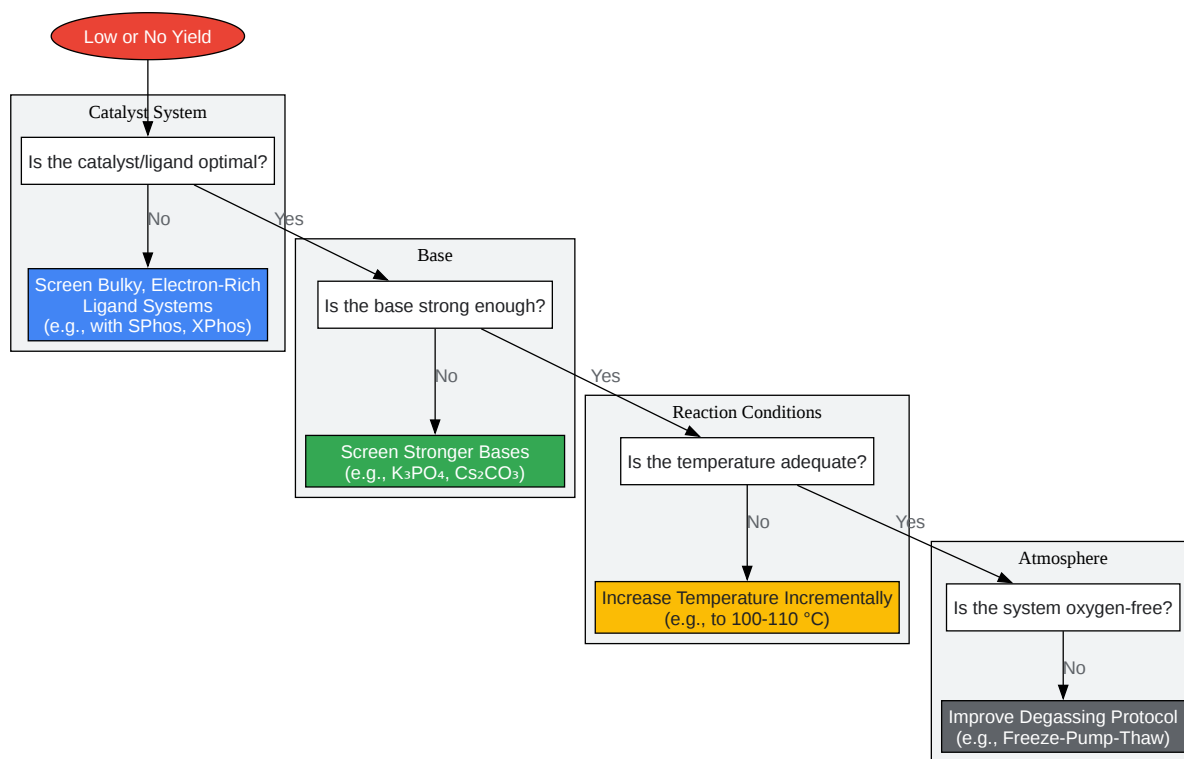 Low or No Yield
Catalyst System
Is the catalyst/ligand optimal?
No
Yes
Screen Bulky, Electron-Rich
Ligand Systems
(e.g., with SPhos, XPhos)
Base
Is the base strong enough?
No
Yes
Screen Stronger Bases
(e.g., K₃PO₄, Cs₂CO₃)
Reaction Conditions
Is the temperature adequate?
No
Yes
Increase Temperature Incrementally
(e.g., to 100-110 °C)
Atmosphere
Is the system oxygen-free?
No
Improve Degassing Protocol
(e.g., Freeze-Pump-Thaw)